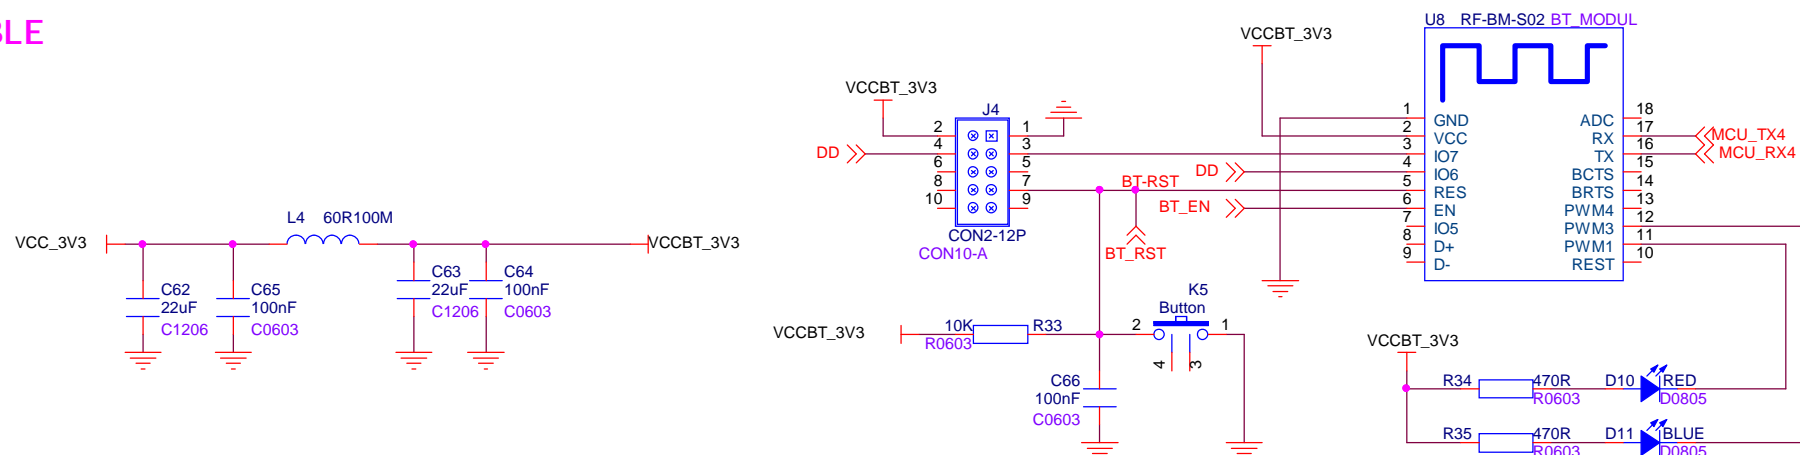 BLE
VCC_3V3
L4 60R100M
VCCBT_3V3
C62
22uF
C1206
C65
100nF
C0603
C63
22uF
C1206
C64
100nF
C0603
VCCBT_3V3
J4
2 1
4 3
6 5
8 7
10 9
DD
CON2-12P
CON10-A
BT-RST
BT_RST
VCCBT_3V3
10K R33
R0603
K5
Button
2 1
4 3
C66
100nF
C0603
VCCBT_3V3
U8 RF-BM-S02 BT_MODUL
DD
BT_EN
1 GND
2 VCC
3 IO7
4 IO6
5 RES
6 EN
7 IO5
8 D+
9 D-
ADC 18
RX 17
TX 16
BCTS 15
BRTS 14
PWM4 13
PWM3 12
PWM1 11
REST 10
MCU_TX4
MCU_RX4
VCCBT_3V3
R34 470R D10 RED
R0603 D0805
R35 470R D11 BLUE
R0603 D0805